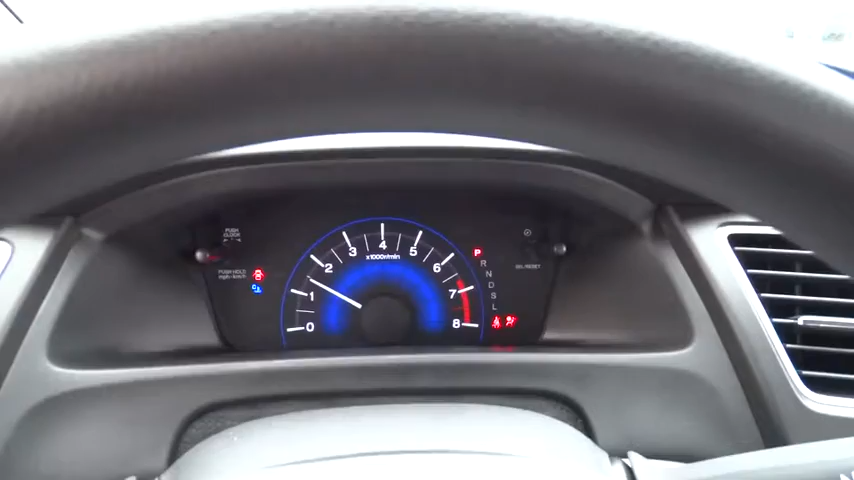 PUSH
CLOCK
PUSH/HOLD
mph⇔km/h
0
1
2
3
4
5
6
7
8
x1000r/min
P
R
N
D
S
L
SEL/RESET
C